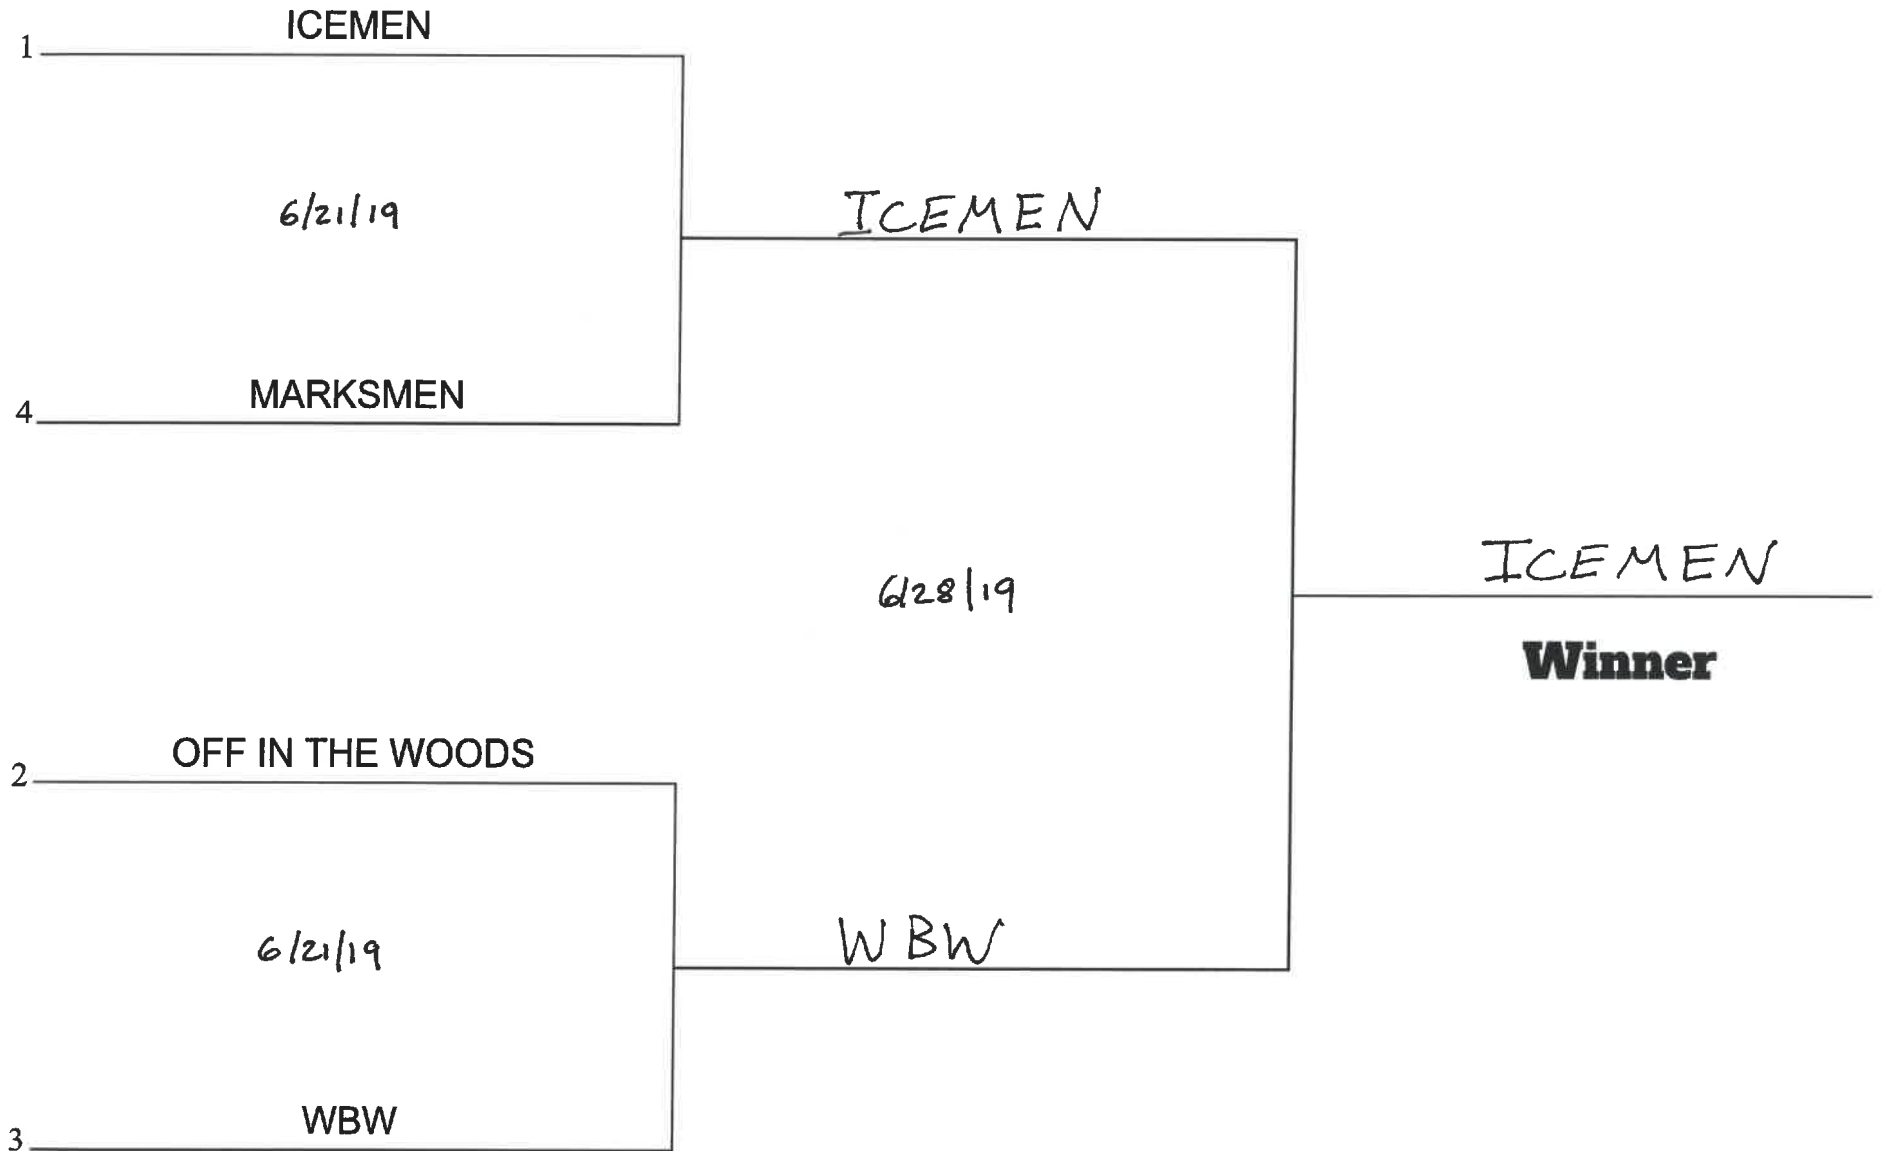 ICEMEN
1
6/21/19
ICEMEN
MARKSMEN
4
ICEMEN
6/28/19
Winner
OFF IN THE WOODS
2
WBW
6/21/19
WBW
3